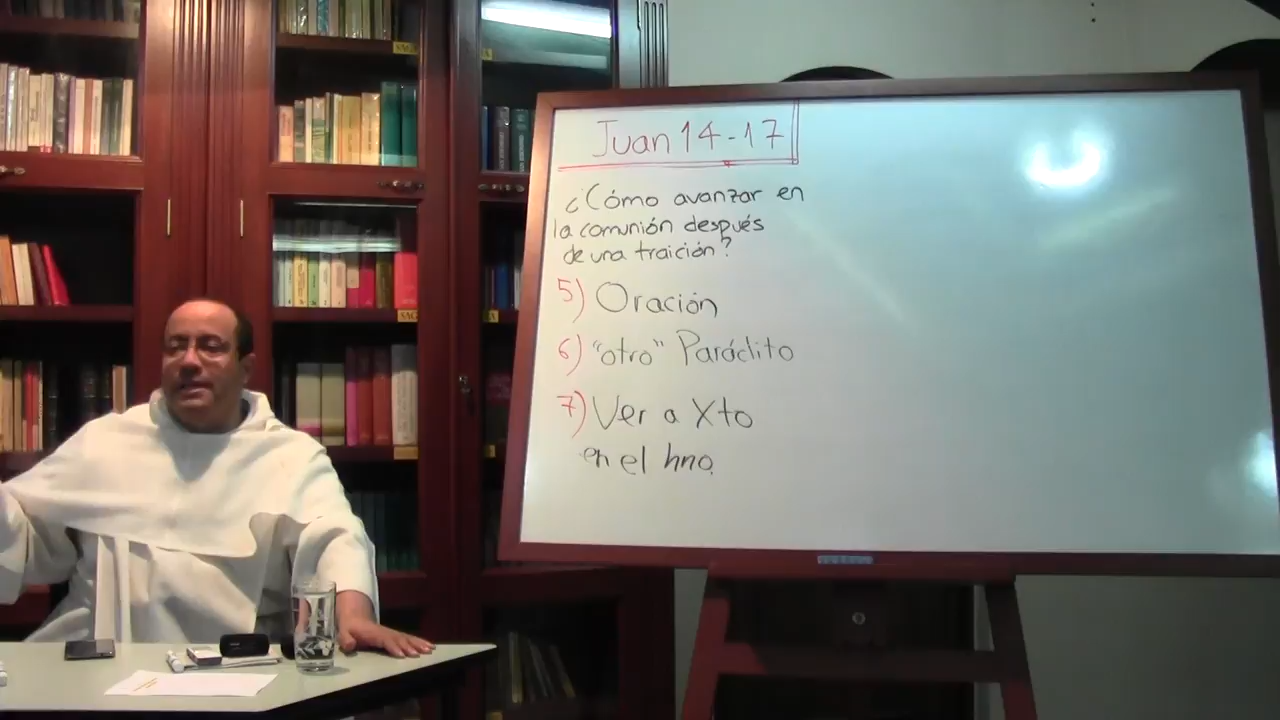 Juan 14-17
¿Cómo avanzar en
la comunión después
de una traición?
5) Oración
6) "otro" Paráclito
7) Ver a Xto
en el hno.